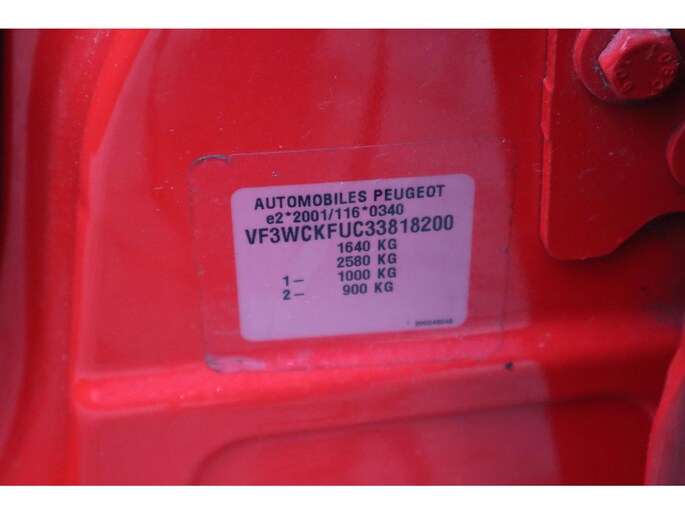 AUTOMOBILES PEUGEOT
e2*2001/116*0340
VF3WCKFUC33818200
1640 KG
2580 KG
1– 1000 KG
2– 900 KG